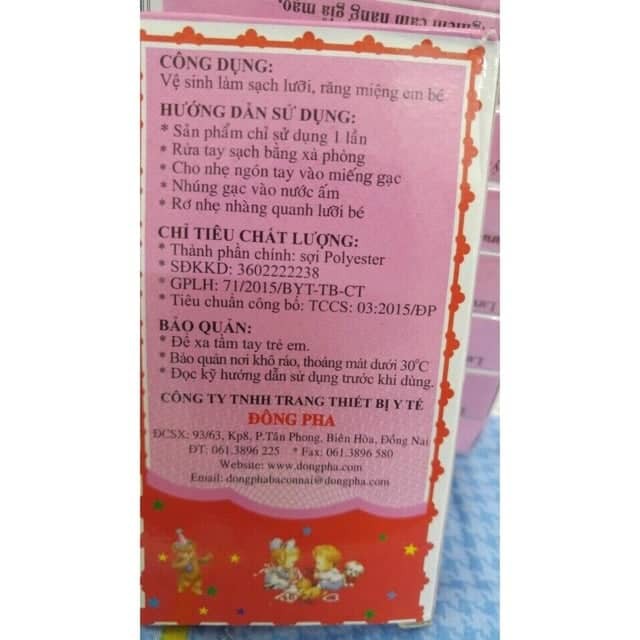 CÔNG DỤNG:
Vệ sinh làm sạch lưỡi, răng miệng em bé
HƯỚNG DẪN SỬ DỤNG:
* Sản phẩm chỉ sử dụng 1 lần
* Rửa tay sạch bằng xà phòng
* Cho nhẹ ngón tay vào miếng gạc
* Nhúng gạc vào nước ấm
* Rơ nhẹ nhàng quanh lưỡi bé
CHỈ TIÊU CHẤT LƯỢNG:
* Thành phần chính: sợi Polyester
* SĐKKD: 3602222238
* GPLH: 71/2015/BYT-TB-CT
* Tiêu chuẩn công bố: TCCS: 03:2015/ĐP
BẢO QUẢN:
* Để xa tầm tay trẻ em.
* Bảo quản nơi khô ráo, thoáng mát dưới 30°C
* Đọc kỹ hướng dẫn sử dụng trước khi dùng.
CÔNG TY TNHH TRANG THIẾT BỊ Y TẾ
ĐÔNG PHA
ĐCSX: 93/63, Kp8, P.Tân Phong, Biên Hòa, Đồng Nai
ĐT: 061.3896 225 * Fax: 061.3896 580
Website: www.dongpha.com
Email: dongphabaconnai@dongpha.com